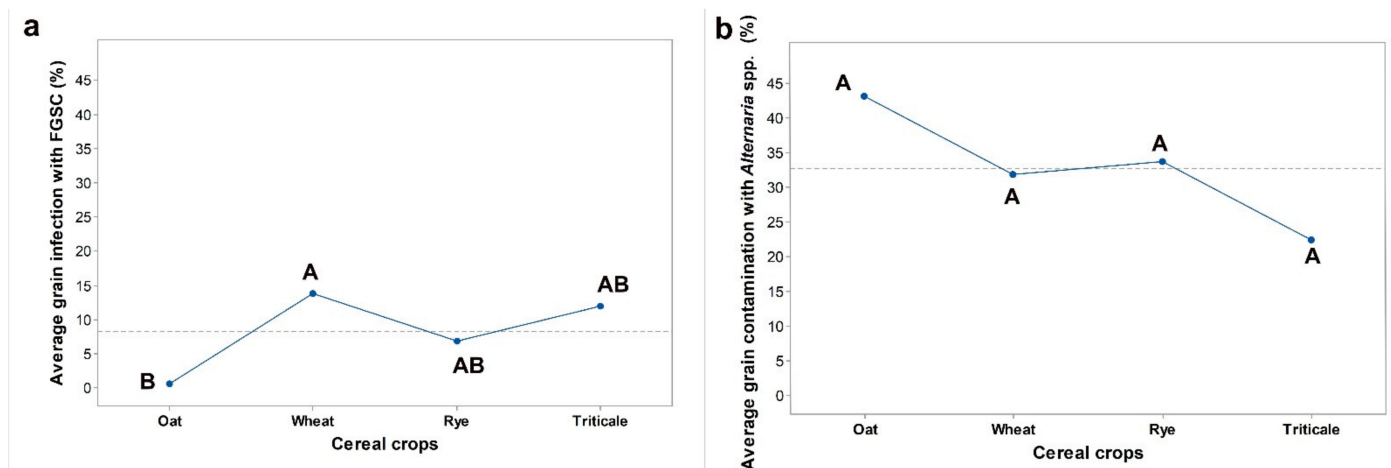 a
Average grain infection with FGSC (%)
45
40
35
30
25
20
15
10
5
0
B
A
AB
AB
Oat
Wheat
Rye
Triticale
Cereal crops
b
Average grain contamination with Alternaria spp. (%)
45
40
35
30
25
20
15
10
5
0
A
A
A
A
Oat
Wheat
Rye
Triticale
Cereal crops